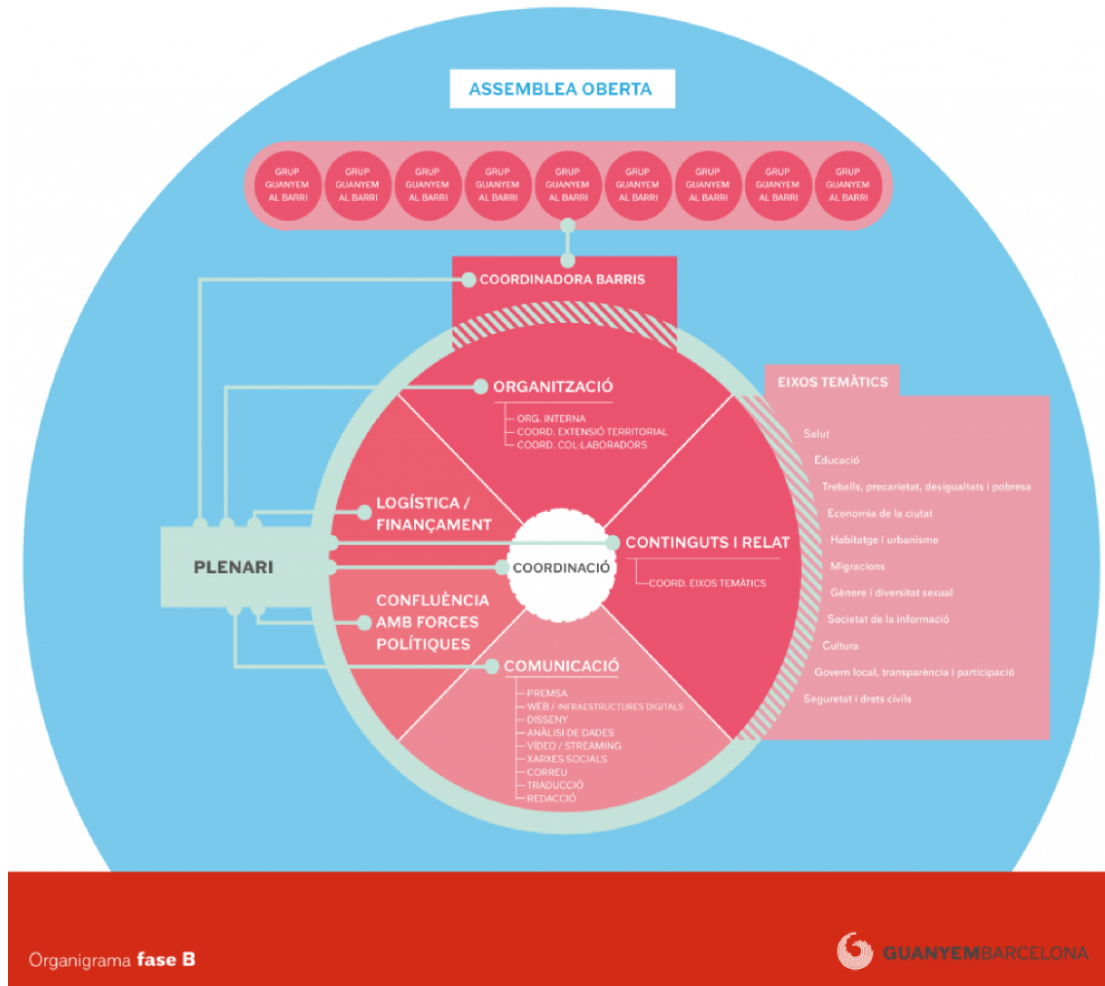 ASSEMBLEA OBERTA
GRUP
GUANYEM
AL BARRI
GRUP
GUANYEM
AL BARRI
GRUP
GUANYEM
AL BARRI
GRUP
GUANYEM
AL BARRI
GRUP
GUANYEM
AL BARRI
GRUP
GUANYEM
AL BARRI
GRUP
GUANYEM
AL BARRI
GRUP
GUANYEM
AL BARRI
GRUP
GUANYEM
AL BARRI
COORDINADORA BARRIS
ORGANITZACIÓ
ORG. INTERNA
COORD. EXTENSIÓ TERRITORIAL
COORD. COL·LABORADORS
LOGÍSTICA /
FINANÇAMENT
PLENARI
COORDINACIÓ
CONTINGUTS I RELAT
COORD. EIXOS TEMÀTICS
CONFLUÈNCIA
AMB FORCES
POLÍTIQUES
COMUNICACIÓ
PREMSA
WEB / INFRAESTRUCTURES DIGITALS
DISSENY
ANÀLISI DE DADES
VÍDEO / STREAMING
XARXES SOCIALS
CORREU
TRADUCCIÓ
REDACCIÓ
EIXOS TEMÀTICS
Salut
Educació
Treballs, precarietat, desigualtats i pobresa
Economia de la ciutat
Habitatge i urbanisme
Migracions
Gènere i diversitat sexual
Societat de la informació
Cultura
Govern local, transparència i participació
Seguretat i drets civils
Organigrama fase B
GUANYEMBARCELONA